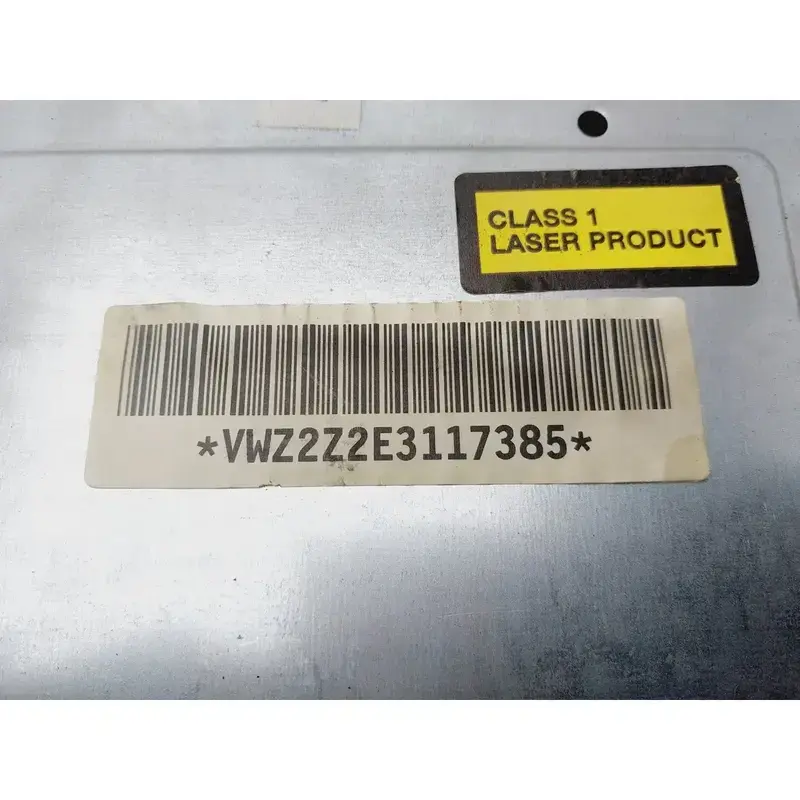 CLASS 1
LASER PRODUCT
*VWZ2Z2E3117385*